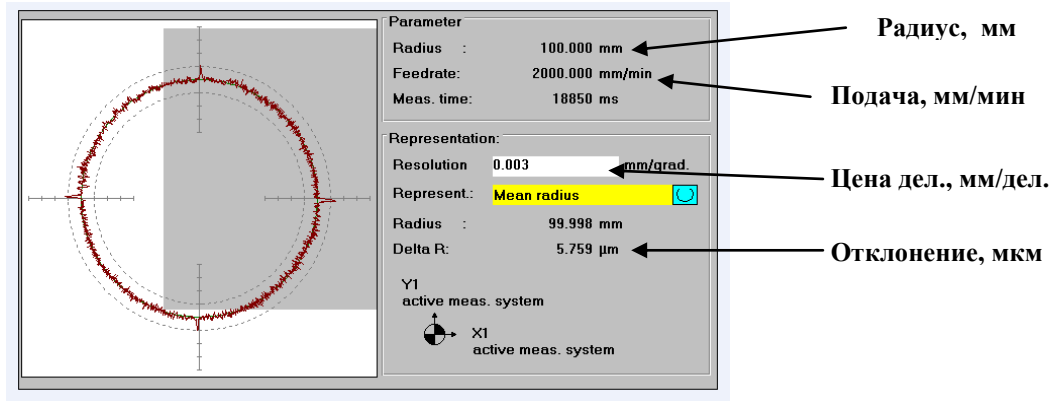 Parameter
Radius : 100.000 mm
Feedrate: 2000.000 mm/min
Meas. time: 18850 ms
Representation:
Resolution 0.003 mm/grad.
Represent.: Mean radius
Radius : 99.998 mm
Delta R: 5.759 µm
Y1
active meas. system
X1
active meas. system
Радиус, мм
Подача, мм/мин
Цена дел., мм/дел.
Отклонение, мкм